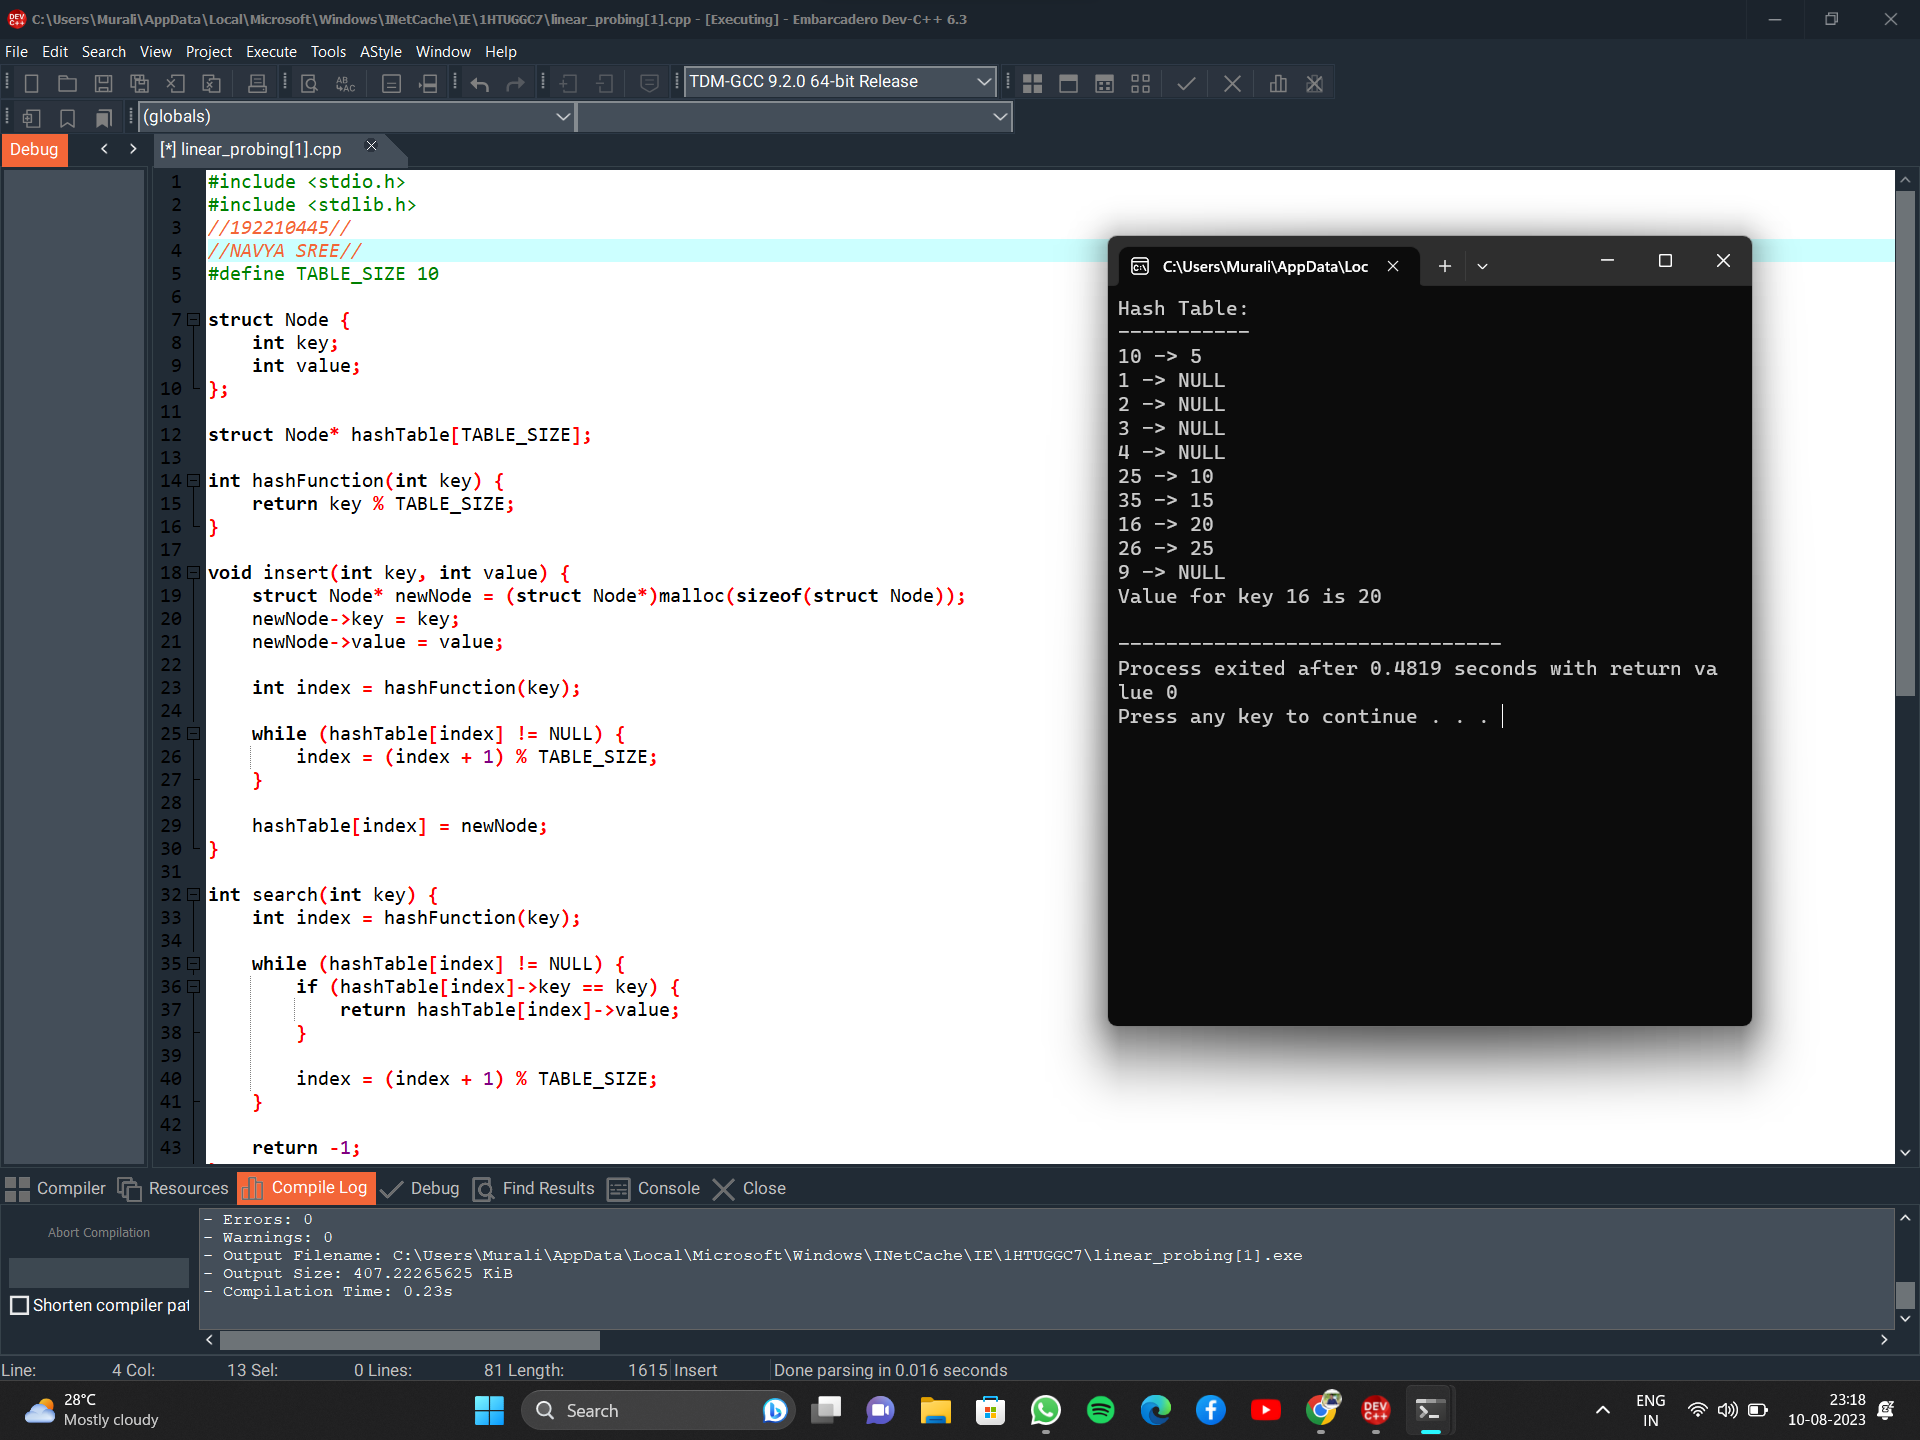 C:\Users\Murali\AppData\Local\Microsoft\Windows\INetCache\IE\1HTUGGC7\linear_probing[1].cpp - [Executing] - Embarcadero Dev-C++ 6.3
File Edit Search View Project Execute Tools AStyle Window Help
TDM-GCC 9.2.0 64-bit Release
(globals)
Debug
[*] linear_probing[1].cpp
1 #include <stdio.h>
2 #include <stdlib.h>
3 //192210445//
4 //NAVYA SREE//
5 #define TABLE_SIZE 10
6
7 struct Node {
8 int key;
9 int value;
10 };
11
12 struct Node* hashTable[TABLE_SIZE];
13
14 int hashFunction(int key) {
15 return key % TABLE_SIZE;
16 }
17
18 void insert(int key, int value) {
19 struct Node* newNode = (struct Node*)malloc(sizeof(struct Node));
20 newNode->key = key;
21 newNode->value = value;
22
23 int index = hashFunction(key);
24
25 while (hashTable[index] != NULL) {
26 index = (index + 1) % TABLE_SIZE;
27 }
28
29 hashTable[index] = newNode;
30 }
31
32 int search(int key) {
33 int index = hashFunction(key);
34
35 while (hashTable[index] != NULL) {
36 if (hashTable[index]->key == key) {
37 return hashTable[index]->value;
38 }
39
40 index = (index + 1) % TABLE_SIZE;
41 }
42
43 return -1;
C:\Users\Murali\AppData\Loc
Hash Table:
-----------
10 -> 5
1 -> NULL
2 -> NULL
3 -> NULL
4 -> NULL
25 -> 10
35 -> 15
16 -> 20
26 -> 25
9 -> NULL
Value for key 16 is 20
--------------------------------
Process exited after 0.4819 seconds with return va
lue 0
Press any key to continue . . .
Compiler Resources Compile Log Debug Find Results Console Close
Abort Compilation
Shorten compiler pat
- Errors: 0
- Warnings: 0
- Output Filename: C:\Users\Murali\AppData\Local\Microsoft\Windows\INetCache\IE\1HTUGGC7\linear_probing[1].exe
- Output Size: 407.22265625 KiB
- Compilation Time: 0.23s
Line: 4 Col: 13 Sel: 0 Lines: 81 Length: 1615 Insert Done parsing in 0.016 seconds
28°C
Mostly cloudy
Search
ENG
IN
23:18
10-08-2023